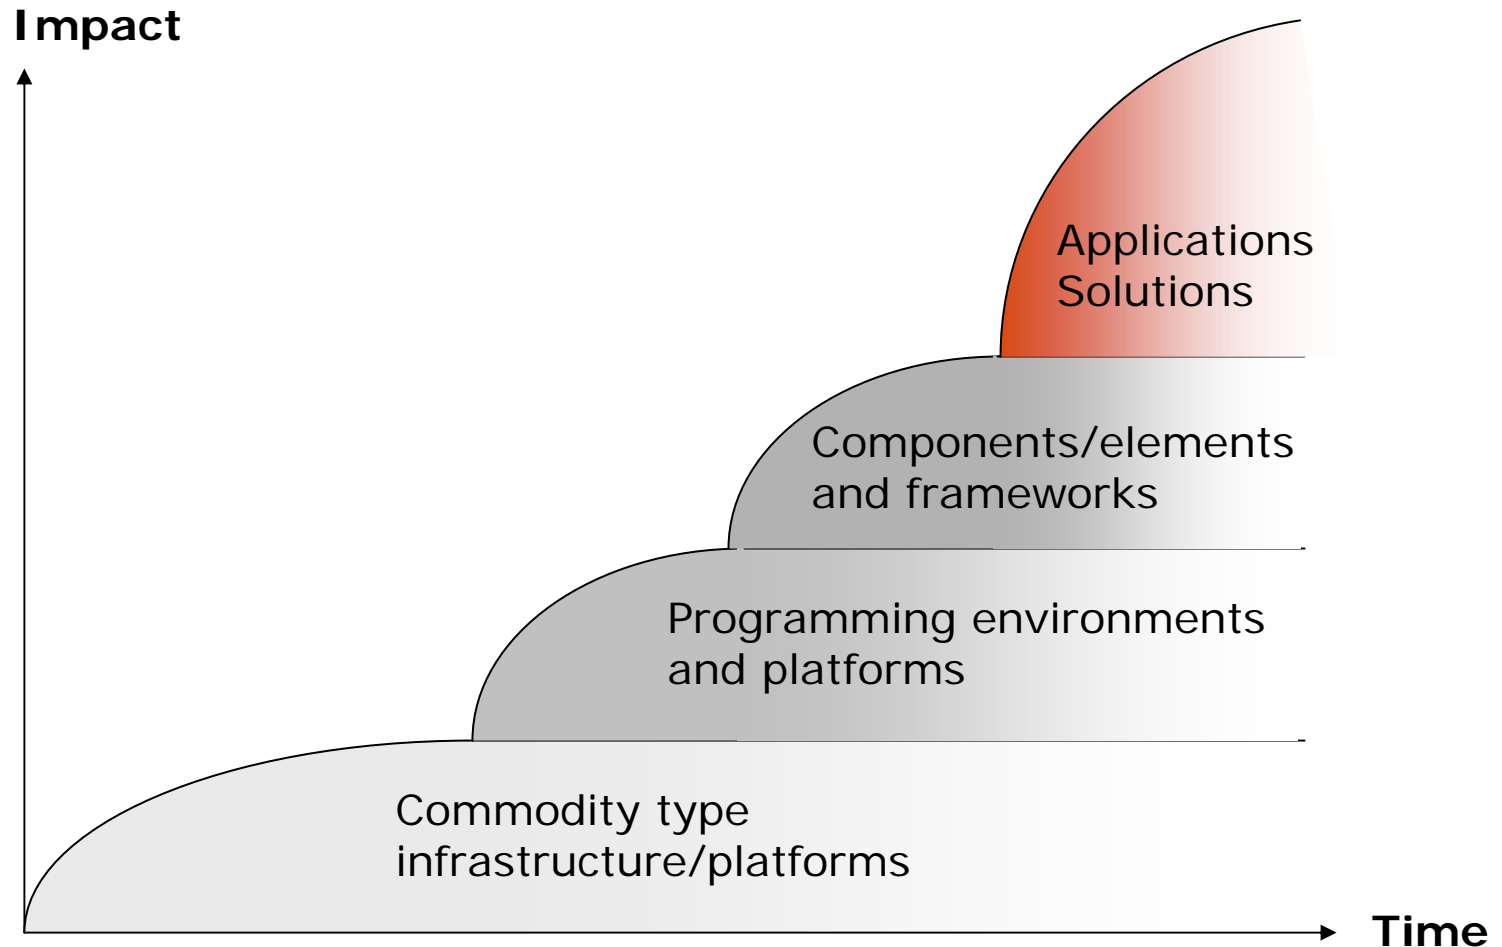 Impact
Applications
Solutions
Components/elements
and frameworks
Programming environments
and platforms
Commodity type
infrastructure/platforms
Time